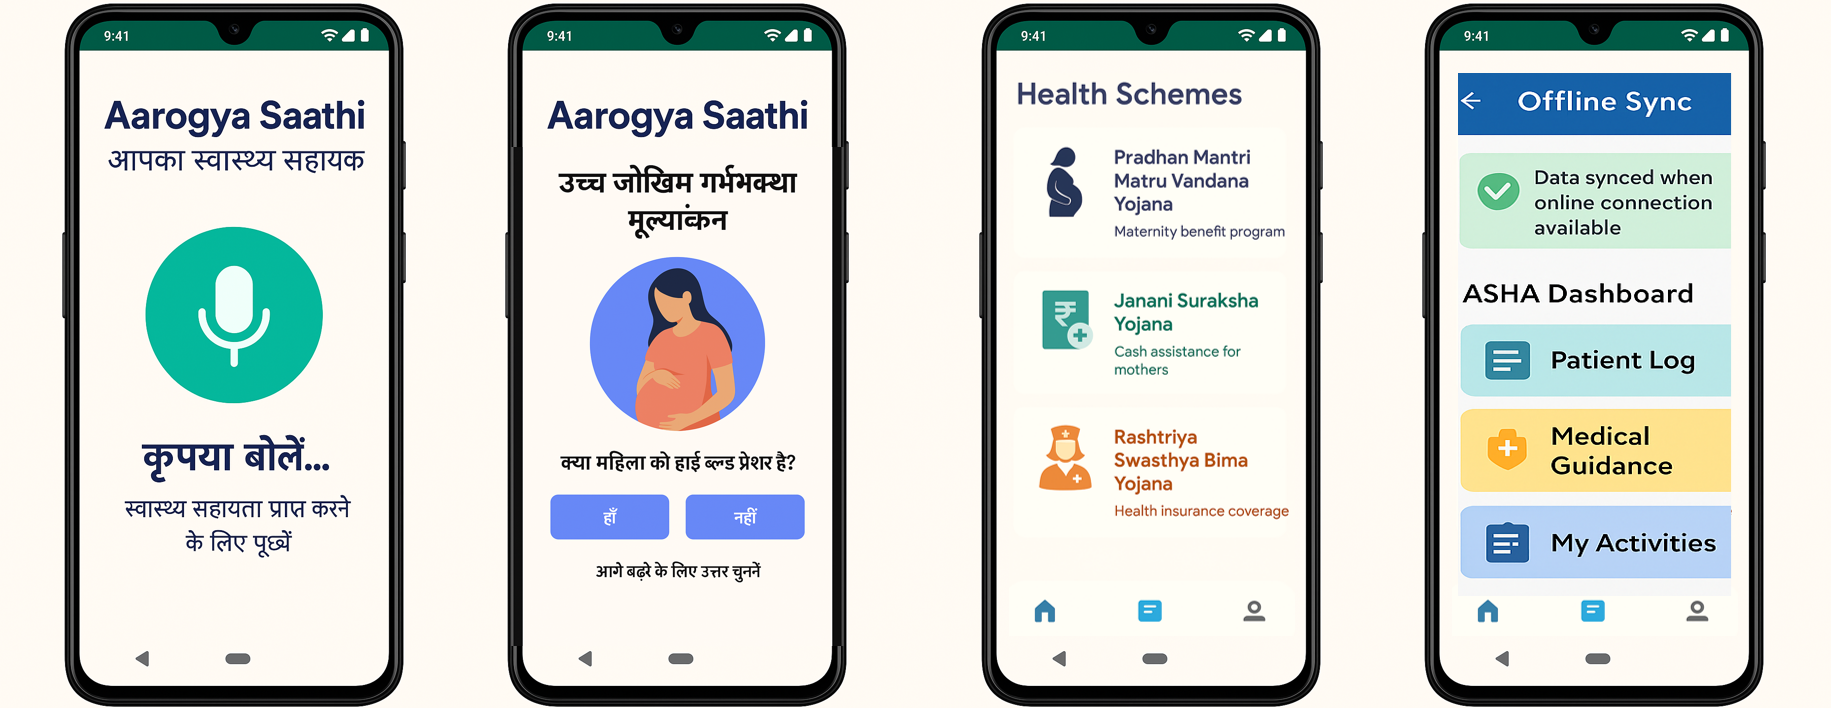 9:41
Aarogya Saathi
आपका स्वास्थ्य सहायक
कृपया बोलें...
स्वास्थ्य सहायता प्राप्त करने
के लिए पूछ्यें
9:41
Aarogya Saathi
उच्च जोखिम गर्भभक्था
मूल्यांकन
क्या महिला को हाई ब्ल्ड प्रेशर है?
हाँ
नहीं
आगे बढ़रे के लिए उत्तर चुननें
9:41
Health Schemes
Pradhan Mantri
Matru Vandana
Yojana
Maternity benefit program
₹
Janani Suraksha
Yojana
Cash assistance for
mothers
Rashtriya
Swasthya Bima
Yojana
Health insurance coverage
9:41
Offline Sync
Data synced when
online connection
available
ASHA Dashboard
Patient Log
Medical
Guidance
My Activities